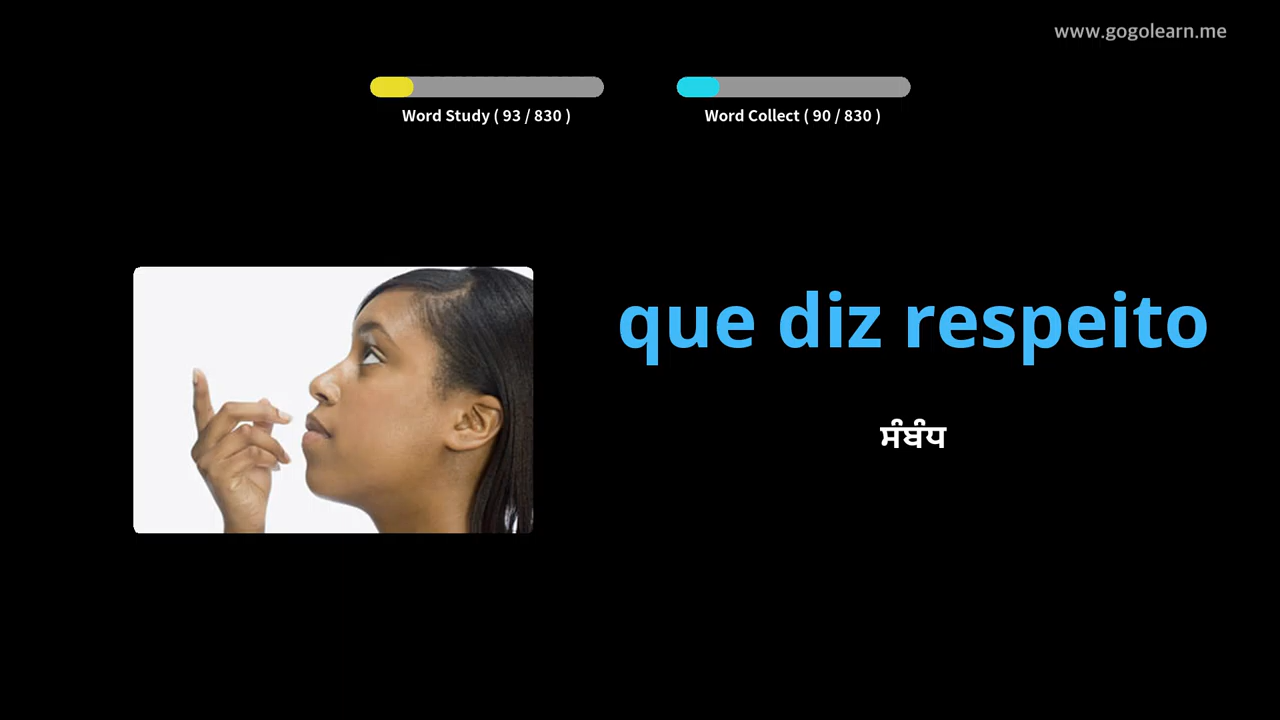 www.gogolearn.me
Word Study ( 93 / 830 )
Word Collect ( 90 / 830 )
que diz respeito
ਸੰਬੰਧ